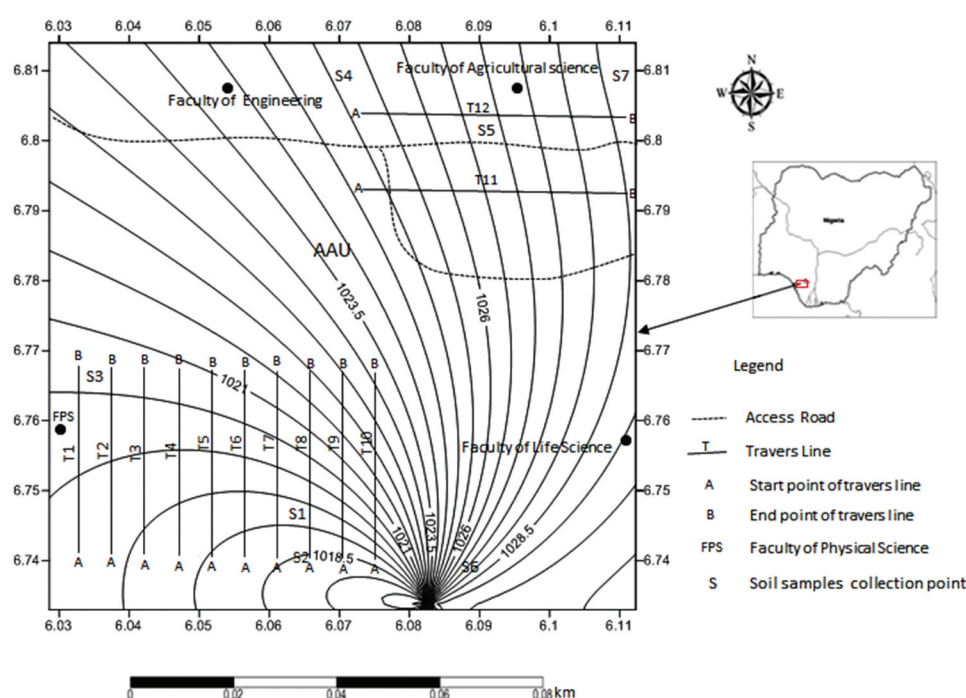 6.03 6.04 6.05 6.06 6.07 6.08 6.09 6.1 6.11
6.81
6.8
6.79
6.78
6.77
6.76
6.75
6.74
S4
Faculty of Agricultural science
S7
6.81
Faculty of Engineering
A
T12
B
S5
6.8
A
T11
B
6.79
AAU
6.78
1023.5
1026
6.77
B B B B B B B B B B
S3
1021
FPS
6.76
T1 T2 T3 T4 T5 T6 T7 T8 T9 T10
Faculty of Life Science
6.75
S1
1021
1023.5
1026
1028.5
S2
1018.5
S6
6.74
A A A A A A A A A A
6.03 6.04 6.05 6.06 6.07 6.08 6.09 6.1 6.11
0 0.02 0.04 0.06 0.08 km
N
W E
S
Nigeria
Legend
Access Road
T Travers Line
A Start point of travers line
B End point of travers line
FPS Faculty of Physical Science
S Soil samples collection point